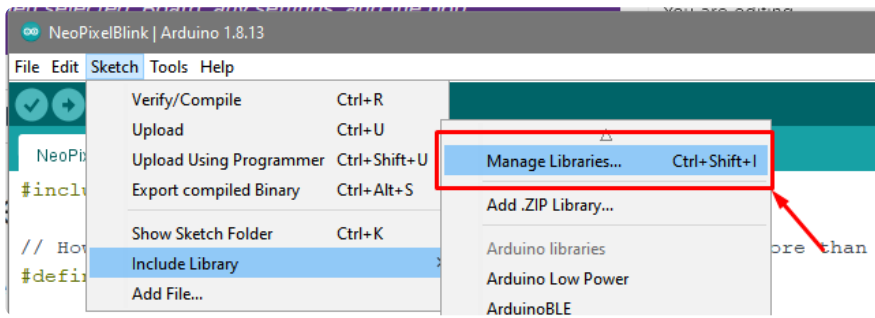 NeoPixelBlink | Arduino 1.8.13
File Edit Sketch Tools Help
Verify/Compile Ctrl+R
Upload Ctrl+U
Upload Using Programmer Ctrl+Shift+U
Export compiled Binary Ctrl+Alt+S
Show Sketch Folder Ctrl+K
Include Library
Add File...
Manage Libraries... Ctrl+Shift+I
Add .ZIP Library...
Arduino libraries
Arduino Low Power
ArduinoBLE
NeoPi
#inclu
// Ho
than
#defi